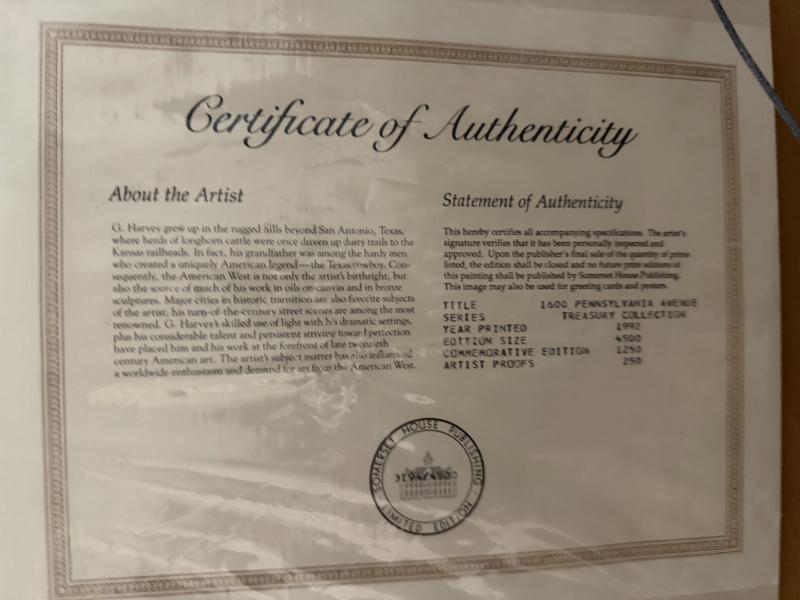 Certificate of Authenticity
About the Artist
G. Harvey grew up in the rugged hills beyond San Antonio, Texas,
where herds of longhorn cattle were once driven up dusty trails to the
Kansas railheads. In fact, his grandfather was among the hardy men
who created a uniquely American legend—the Texas cowboy. Con-
sequently, the American West is not only the artist's birthright, but
also the source of much of his work in oils on canvas and in bronze
sculptures. Major cities in historic transition are also favorite subjects
of the artist; his turn-of-the-century street scenes are among the most
renowned. G. Harvey's skilled use of light with his dramatic settings,
plus his considerable talent and persistent striving toward perfection
have placed him and his work at the forefront of late twentieth
century American art. The artist's subject matter has also influenced
a worldwide enthusiasm and demand for art from the American West.
Statement of Authenticity
This hereby certifies all accompanying specifications. The artist's
signature verifies that it has been personally inspected and
approved. Upon the publisher's final sale of the quantity of prints
listed, the edition shall be closed and no future print editions of
this painting shall be published by Somerset House Publishing.
This image may also be used for greeting cards and posters.
TITLE 1600 PENNSYLVANIA AVENUE
SERIES TREASURY COLLECTION
YEAR PRINTED 1992
EDITION SIZE 4500
COMMEMORATIVE EDITION 1250
ARTIST PROOFS 250
SOMERSET HOUSE PUBLISHING
3194/4500
LIMITED EDITION